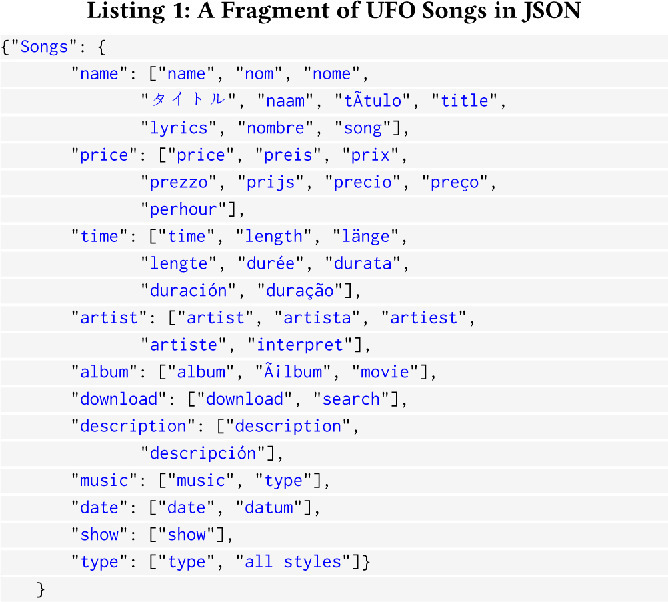 Listing 1: A Fragment of UFO Songs in JSON
{"Songs": {
"name": ["name", "nom", "nome",
"タイトル", "naam", "tÃtulo", "title",
"lyrics", "nombre", "song"],
"price": ["price", "preis", "prix",
"prezzo", "prijs", "precio", "preço",
"perhour"],
"time": ["time", "length", "länge",
"lengte", "durée", "durata",
"duración", "duração"],
"artist": ["artist", "artista", "artiest",
"artiste", "interpret"],
"album": ["album", "Ã¡lbum", "movie"],
"download": ["download", "search"],
"description": ["description",
"descripción"],
"music": ["music", "type"],
"date": ["date", "datum"],
"show": ["show"],
"type": ["type", "all styles"]}
}